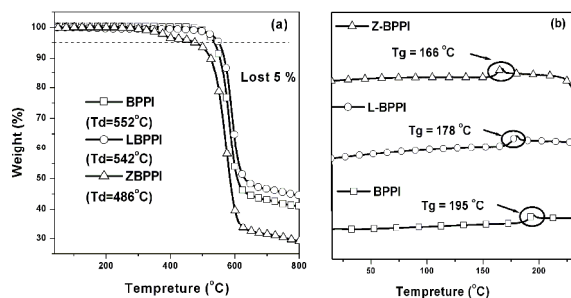 (a)
100
90
80
70
60
50
40
30
Weight (%)
Lost 5 %
BPPI
(Td=552°C)
LBPPI
(Td=542°C)
ZBPPI
(Td=486°C)
200
400
600
800
Tempreture (°C)
(b)
Z-BPPI
Tg = 166 °C
L-BPPI
Tg = 178 °C
BPPI
Tg = 195 °C
50
100
150
200
Tempreture (°C)